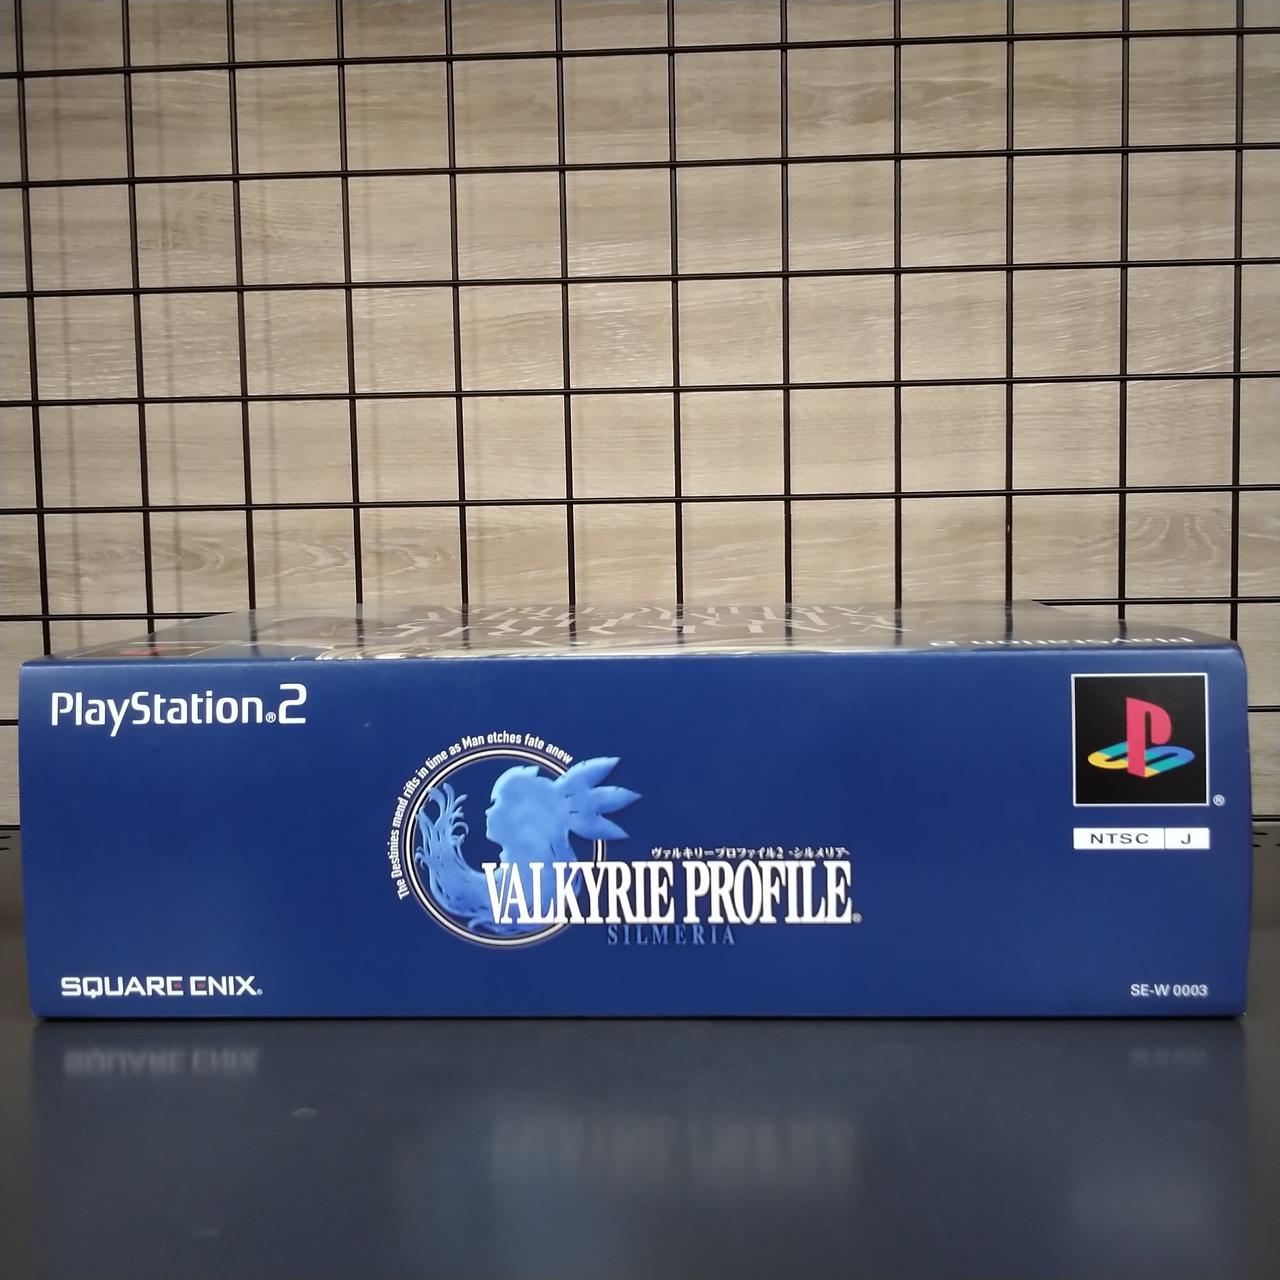 PlayStation®2
The Destinies mend rifts in time as Man etches fate anew
ヴァルキリープロファイル2 -シルメリア-
VALKYRIE PROFILE®
SILMERIA
SQUARE ENIX®
®
NTSC J
SE-W 0003